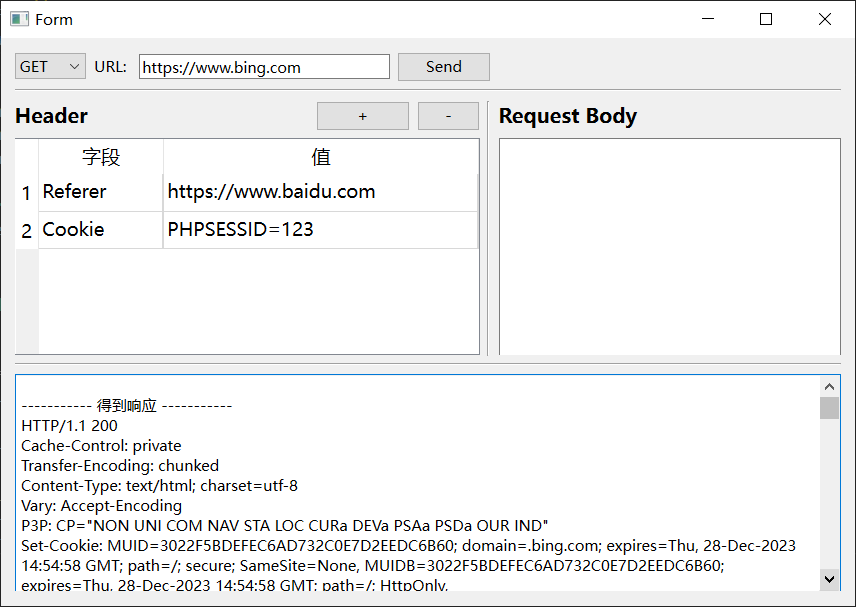 Form
GET URL: https://www.bing.com Send
Header + - Request Body
字段 值
1 Referer https://www.baidu.com
2 Cookie PHPSESSID=123
----------- 得到响应 -----------
HTTP/1.1 200
Cache-Control: private
Transfer-Encoding: chunked
Content-Type: text/html; charset=utf-8
Vary: Accept-Encoding
P3P: CP="NON UNI COM NAV STA LOC CURa DEVa PSAa PSDa OUR IND"
Set-Cookie: MUID=3022F5BDEFEC6AD732C0E7D2EEDC6B60; domain=.bing.com; expires=Thu, 28-Dec-2023
14:54:58 GMT; path=/; secure; SameSite=None, MUIDB=3022F5BDEFEC6AD732C0E7D2EEDC6B60;
expires=Thu, 28-Dec-2023 14:54:58 GMT; path=/; HttpOnly,